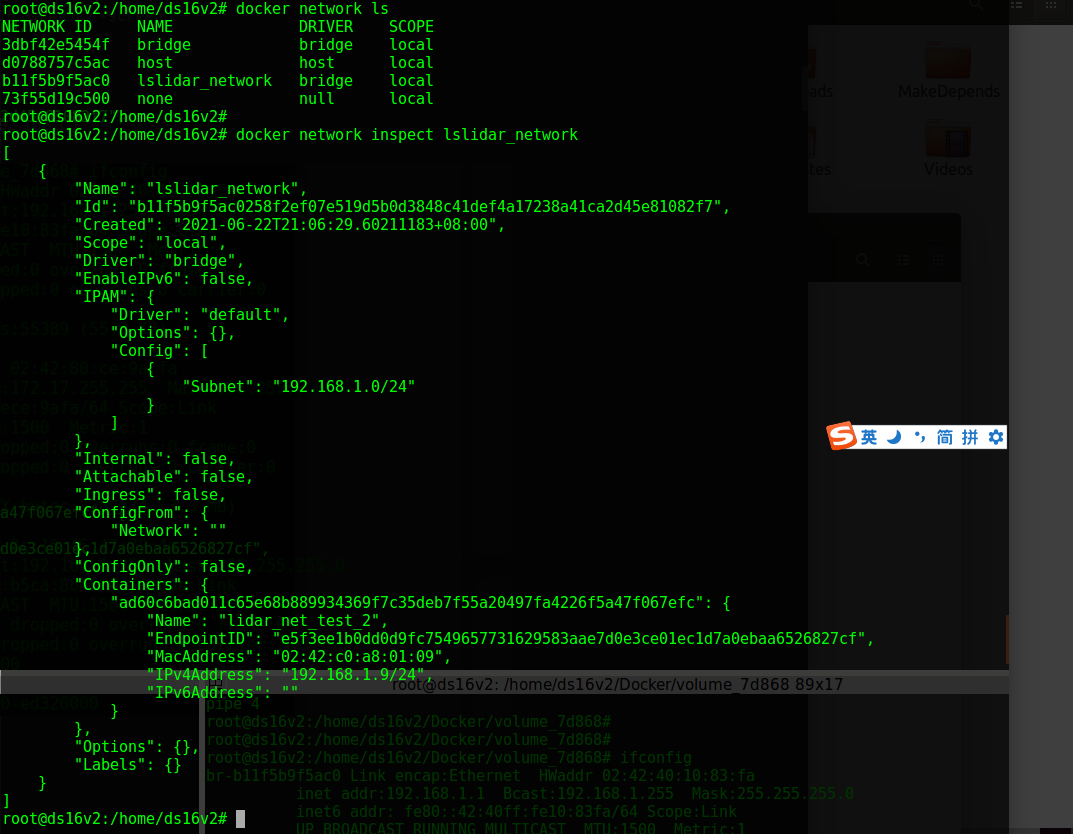 root@ds16v2:/home/ds16v2# docker network ls
NETWORK ID     NAME              DRIVER    SCOPE
3dbf42e5454f   bridge            bridge    local
d0788757c5ac   host              host      local
b11f5b9f5ac0   lslidar_network   bridge    local
73f55d19c500   none              null      local
root@ds16v2:/home/ds16v2#
root@ds16v2:/home/ds16v2# docker network inspect lslidar_network
[
    {
        "Name": "lslidar_network",
        "Id": "b11f5b9f5ac0258f2ef07e519d5b0d3848c41def4a17238a41ca2d45e81082f7",
        "Created": "2021-06-22T21:06:29.60211183+08:00",
        "Scope": "local",
        "Driver": "bridge",
        "EnableIPv6": false,
        "IPAM": {
            "Driver": "default",
            "Options": {},
            "Config": [
                {
                    "Subnet": "192.168.1.0/24"
                }
            ]
        },
        "Internal": false,
        "Attachable": false,
        "Ingress": false,
        "ConfigFrom": {
            "Network": ""
        },
        "ConfigOnly": false,
        "Containers": {
            "ad60c6bad011c65e68b889934369f7c35deb7f55a20497fa4226f5a47f067efc": {
                "Name": "lidar_net_test_2",
                "EndpointID": "e5f3ee1b0dd0d9fc7549657731629583aae7d0e3ce01ec1d7a0ebaa6526827cf",
                "MacAddress": "02:42:c0:a8:01:09",
                "IPv4Address": "192.168.1.9/24",
                "IPv6Address": ""
            }
        },
        "Options": {},
        "Labels": {}
    }
]
root@ds16v2:/home/ds16v2#
MakeDepends
Videos
英 简 拼
root@ds16v2: /home/ds16v2/Docker/volume_7d868 89x17
pipe 4
root@ds16v2:/home/ds16v2/Docker/volume_7d868#
root@ds16v2:/home/ds16v2/Docker/volume_7d868#
root@ds16v2:/home/ds16v2/Docker/volume_7d868# ifconfig
br-b11f5b9f5ac0 Link encap:Ethernet  HWaddr 02:42:40:10:83:fa
          inet addr:192.168.1.1  Bcast:192.168.1.255  Mask:255.255.255.0
          inet6 addr: fe80::42:40ff:fe10:83fa/64 Scope:Link
          UP BROADCAST RUNNING MULTICAST  MTU:1500  Metric:1